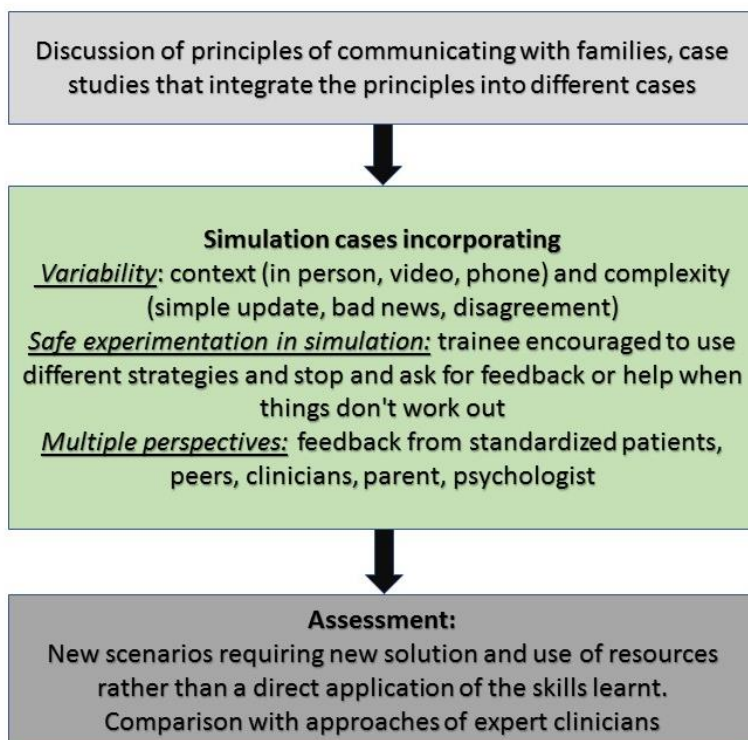 Discussion of principles of communicating with families, case
studies that integrate the principles into different cases
Simulation cases incorporating
Variability: context (in person, video, phone) and complexity
(simple update, bad news, disagreement)
Safe experimentation in simulation: trainee encouraged to use
different strategies and stop and ask for feedback or help when
things don't work out
Multiple perspectives: feedback from standardized patients,
peers, clinicians, parent, psychologist
Assessment:
New scenarios requiring new solution and use of resources
rather than a direct application of the skills learnt.
Comparison with approaches of expert clinicians